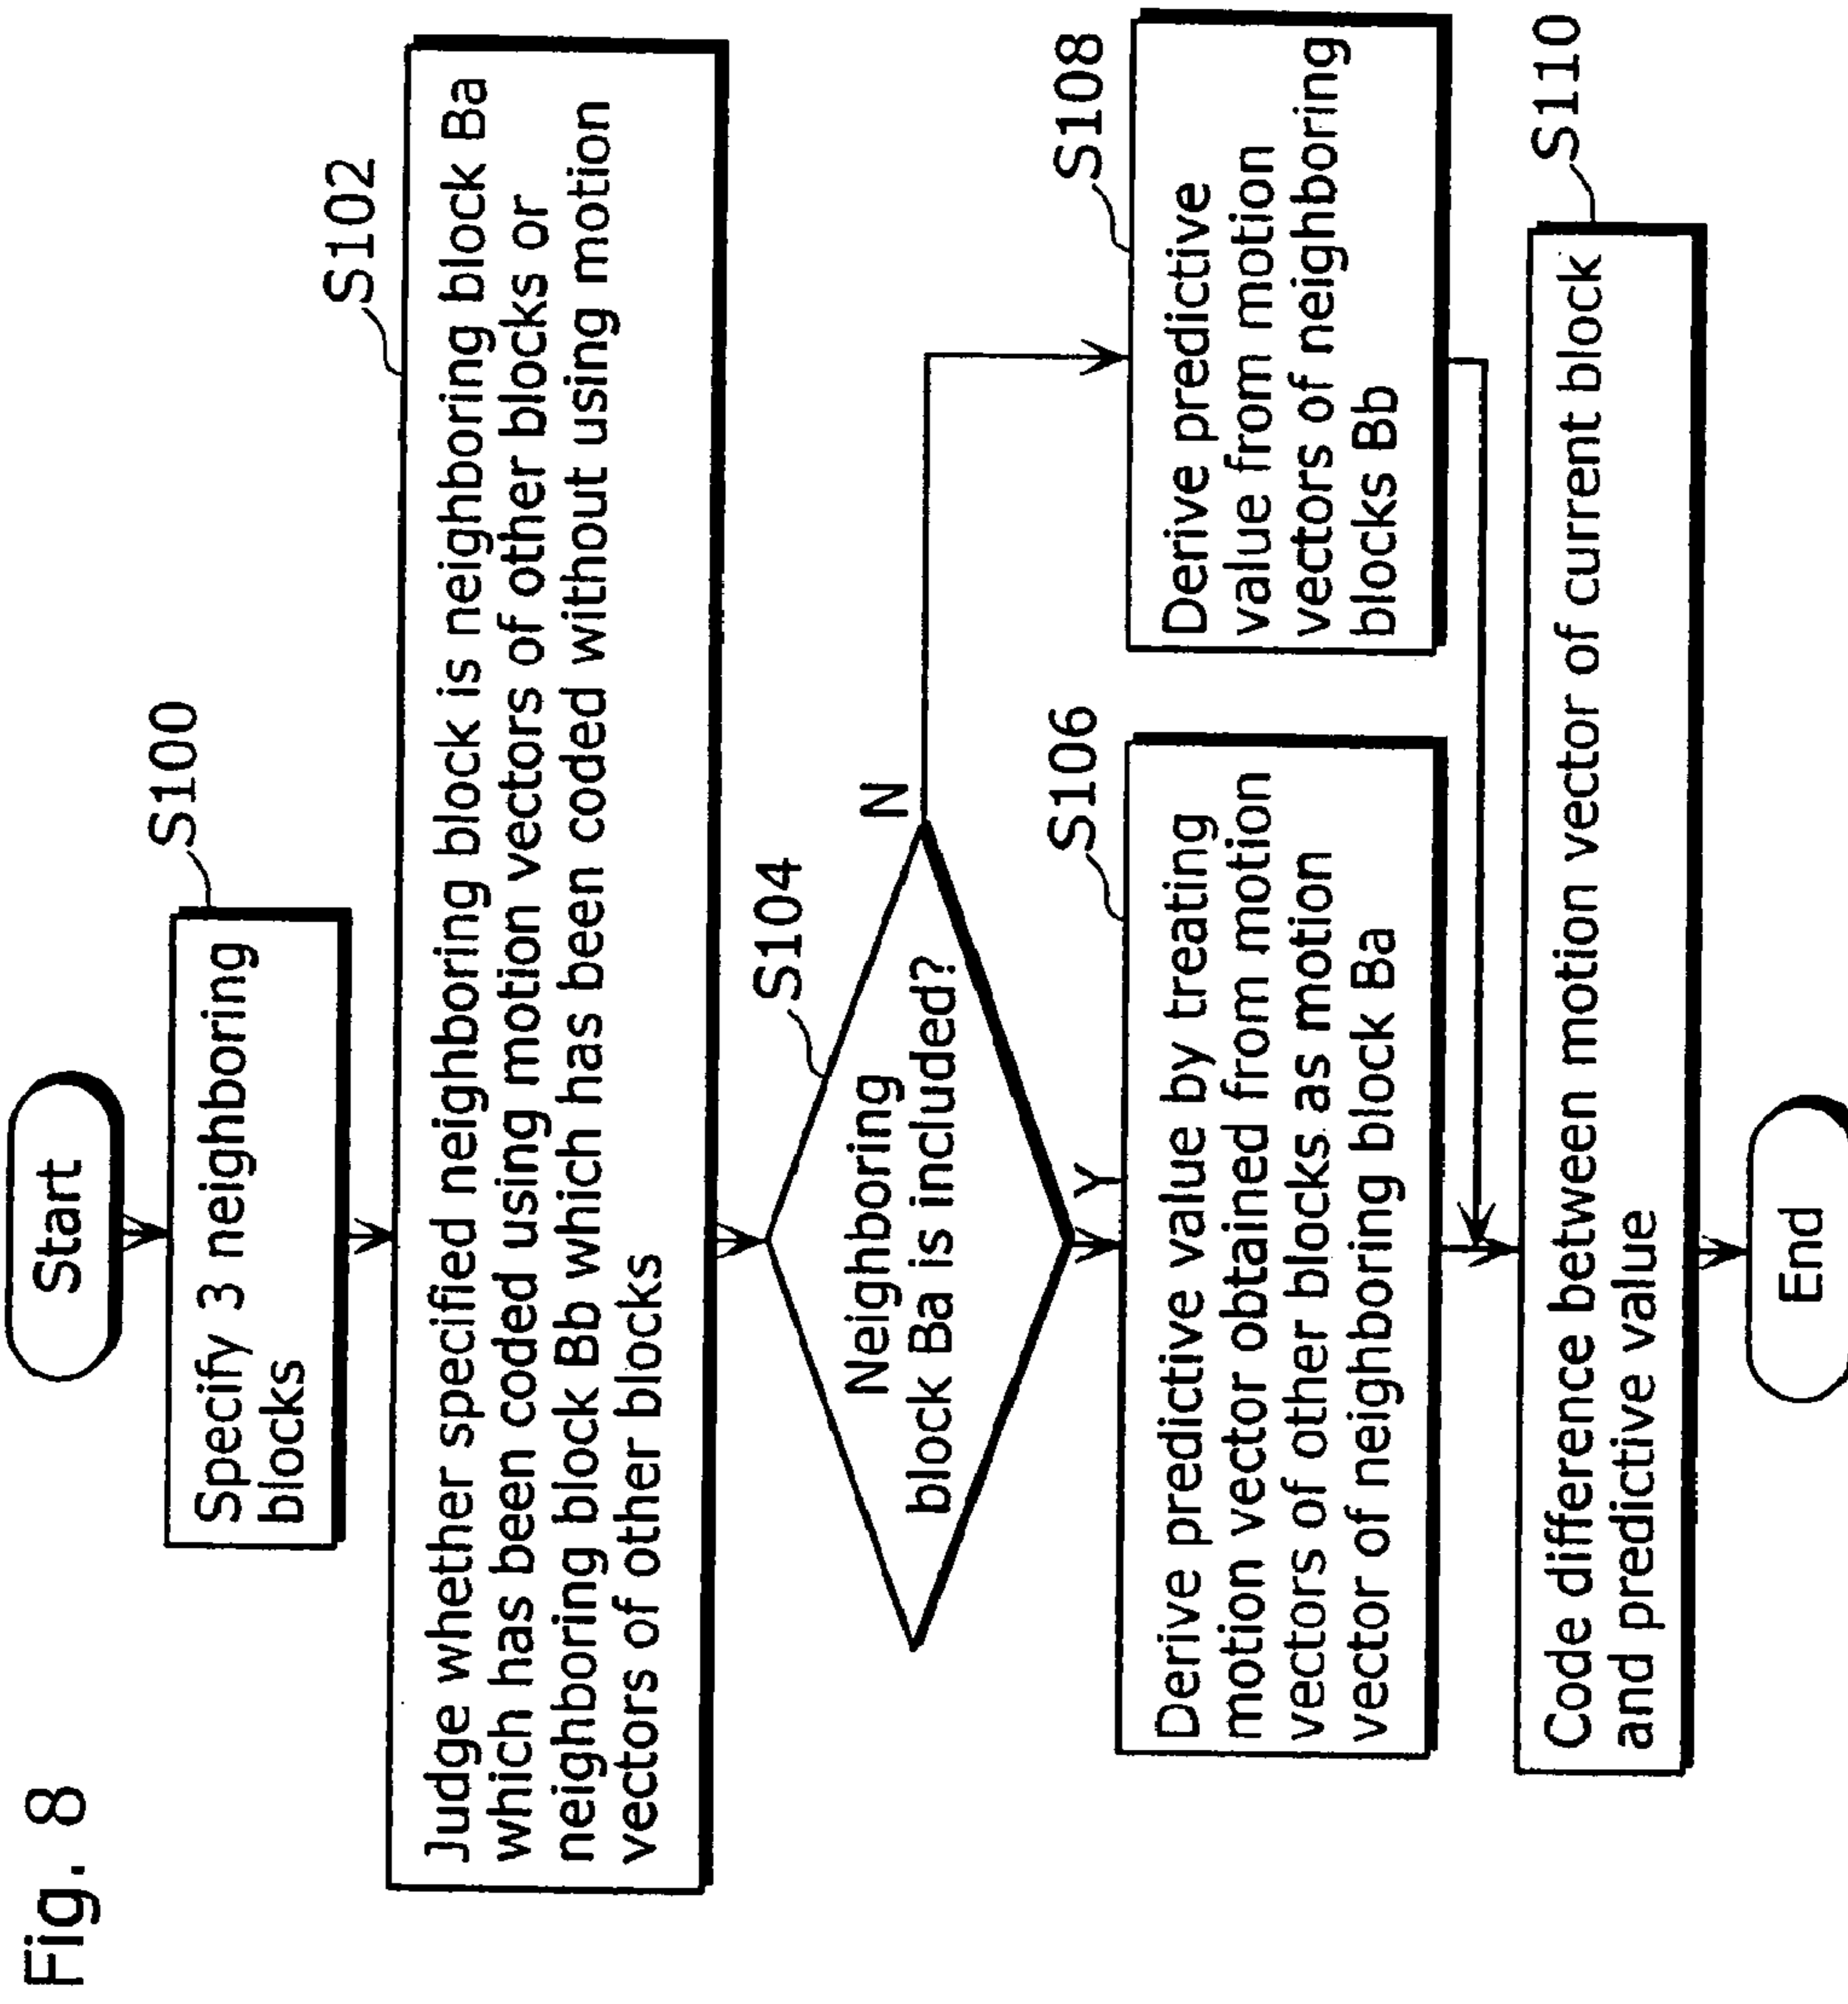 Fig. 8
Start
S100
Specify 3 neighboring
blocks
S102
Judge whether specified neighboring block is neighboring block Ba
which has been coded using motion vectors of other blocks or
neighboring block Bb which has been coded without using motion
vectors of other blocks
S104
Neighboring
block Ba is included?
N
Y
S106
Derive predictive value by treating
motion vector obtained from motion
vectors of other blocks as motion
vector of neighboring block Ba
S108
Derive predictive
value from motion
vectors of neighboring
blocks Bb
S110
Code difference between motion vector of current block
and predictive value
End